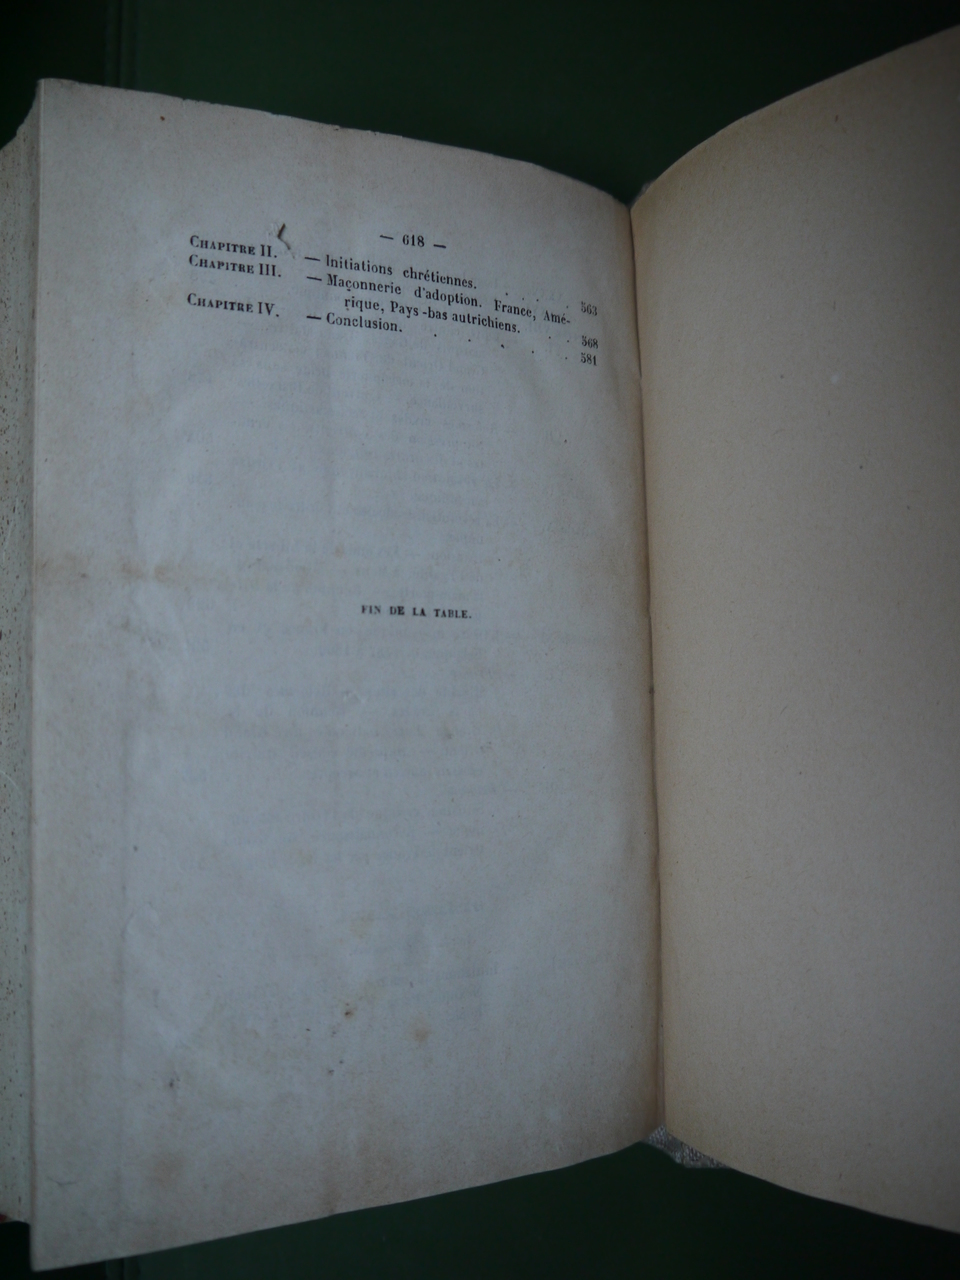 — 618 —
CHAPITRE II. — Initiations chrétiennes. . . . . 563
CHAPITRE III. — Maçonnerie d'adoption. France, Amé-
rique, Pays-bas autrichiens. . . 568
CHAPITRE IV. — Conclusion. . . . . . 581
FIN DE LA TABLE.